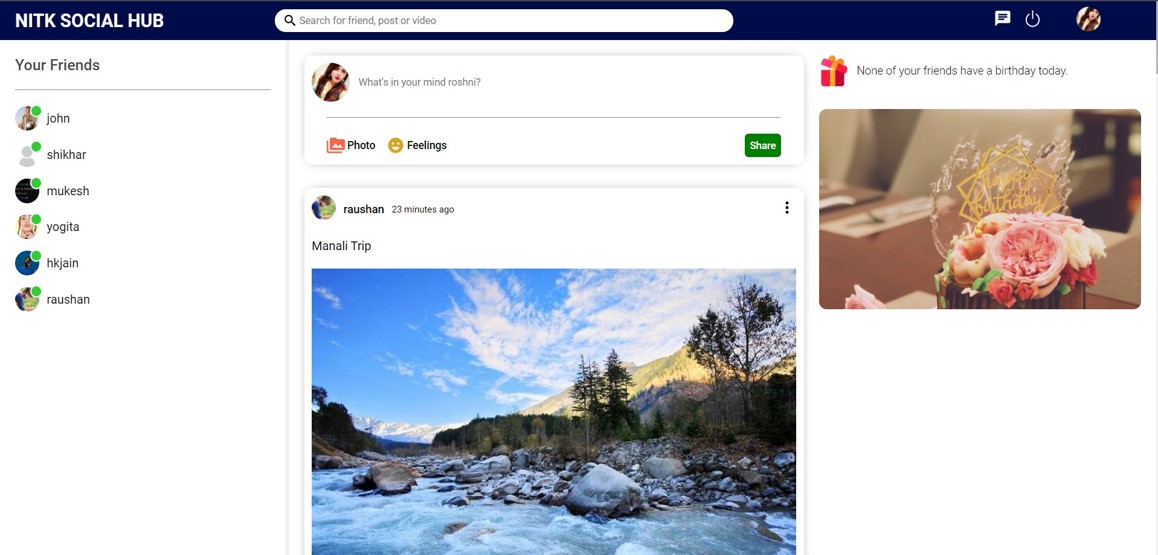 NITK SOCIAL HUB
Search for friend, post or video
Your Friends
john
shikhar
mukesh
yogita
hkjain
raushan
What's in your mind roshni?
Photo
Feelings
Share
raushan 23 minutes ago
Manali Trip
None of your friends have a birthday today.
Happy
birthday